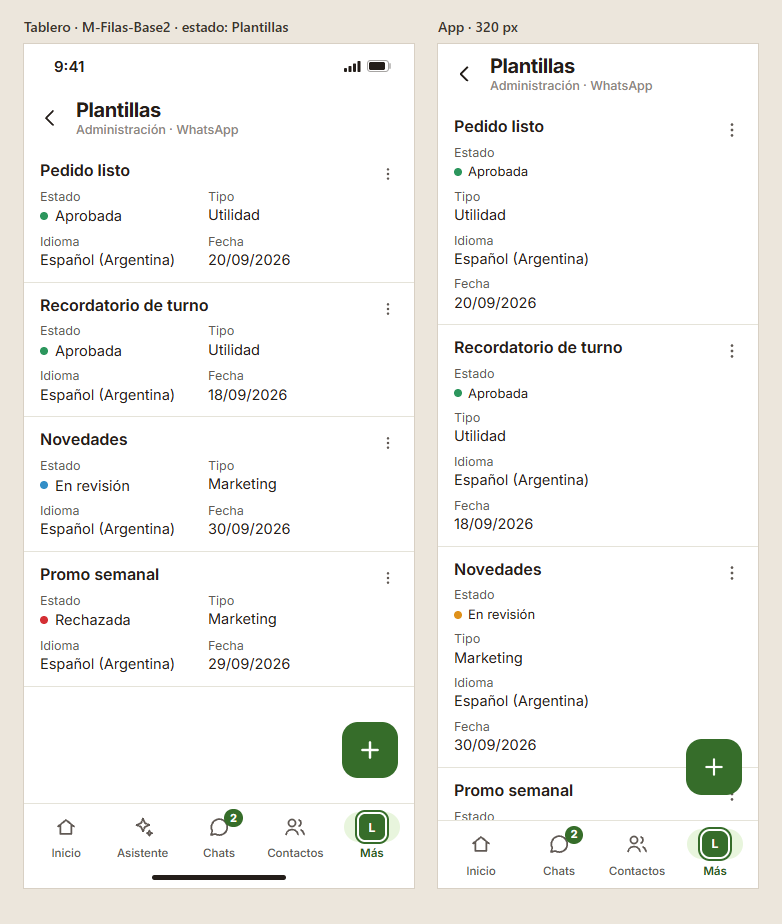 Tablero · M-Filas-Base2 · estado: Plantillas
9:41
Plantillas
Administración · WhatsApp
Pedido listo
Estado Tipo
Aprobada Utilidad
Idioma Fecha
Español (Argentina) 20/09/2026
Recordatorio de turno
Estado Tipo
Aprobada Utilidad
Idioma Fecha
Español (Argentina) 18/09/2026
Novedades
Estado Tipo
En revisión Marketing
Idioma Fecha
Español (Argentina) 30/09/2026
Promo semanal
Estado Tipo
Rechazada Marketing
Idioma Fecha
Español (Argentina) 29/09/2026
2
L
Inicio Asistente Chats Contactos Más
App · 320 px
Plantillas
Administración · WhatsApp
Pedido listo
Estado
Aprobada
Tipo
Utilidad
Idioma
Español (Argentina)
Fecha
20/09/2026
Recordatorio de turno
Estado
Aprobada
Tipo
Utilidad
Idioma
Español (Argentina)
Fecha
18/09/2026
Novedades
Estado
En revisión
Tipo
Marketing
Idioma
Español (Argentina)
Fecha
30/09/2026
Promo semanal
Estado
2
L
Inicio Chats Contactos Más